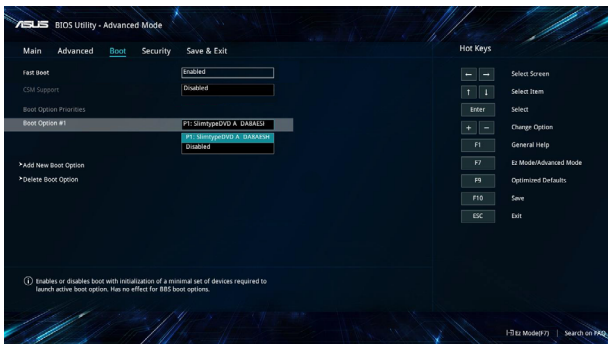 ASUS BIOS Utility - Advanced Mode
Main Advanced Boot Security Save & Exit
Hot Keys
Fast Boot Enabled
CSM Support Disabled
Boot Option Priorities
Boot Option #1 P1: SlimtypeDVD A DA8AESH
P1: SlimtypeDVD A DA8AESH
Disabled
>Add New Boot Option
>Delete Boot Option
← → Select Screen
↑ ↓ Select Item
Enter Select
+ - Change Option
F1 General Help
F7 Ez Mode/Advanced Mode
F9 Optimized Defaults
F10 Save
ESC Exit
Enables or disables boot with initialization of a minimal set of devices required to
launch active boot option. Has no effect for BBS boot options.
Ez Mode(F7) | Search on FAQ